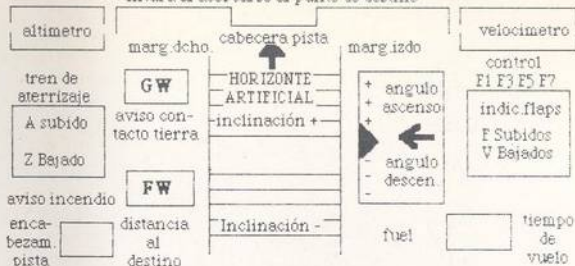 altimetro
velocimetro
marg.dcho.
cabecera pista
marg.izdo
control
F1 F3 F5 F7
tren de
aterrizaje
A subido
Z Bajado
GW
aviso con-
tacto tierra
HORIZONTE
ARTIFICIAL
inclinación +
+
+
+
angulo
ascenso
-
-
-
angulo
descen.
indic.flaps
F Subidos
V Bajados
aviso incendio
FW
enca-
bezam.
pista
distancia
al
destino
Inclinación -
fuel
tiempo
de
vuelo